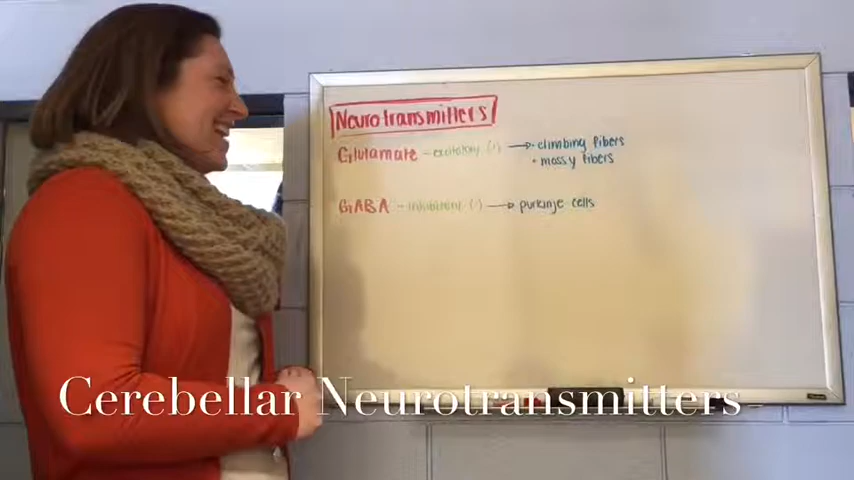 Neurotransmitters
Glutamate - excitatory (+) → • climbing fibers
• mossy fibers
GABA - inhibitory (-) → purkinje cells
Cerebellar Neurotransmitters